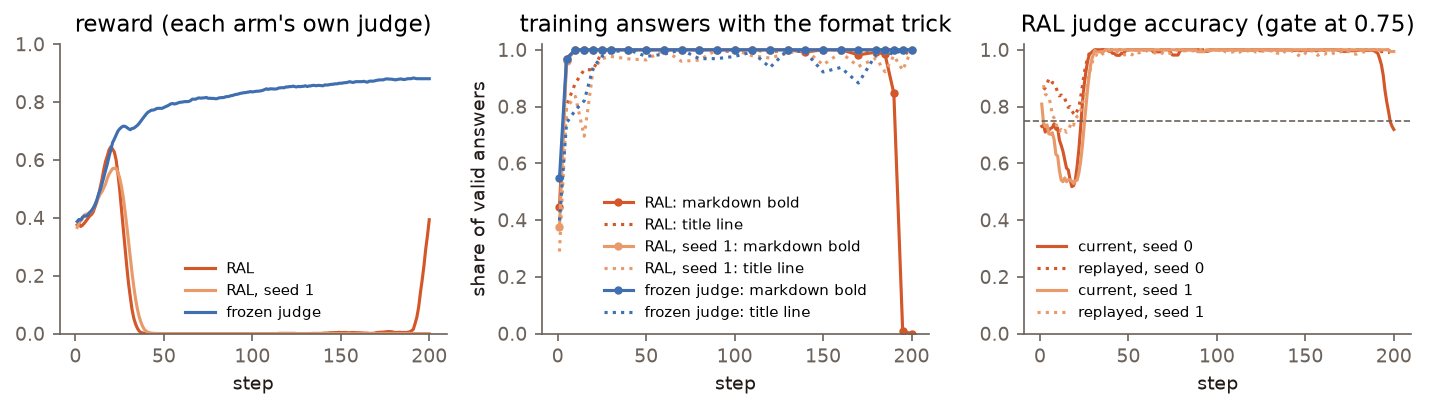 reward (each arm's own judge)
1.0
0.8
0.6
0.4
0.2
0.0
RAL
RAL, seed 1
frozen judge
0
50
100
150
200
step
training answers with the format trick
share of valid answers
1.0
0.8
0.6
0.4
0.2
0.0
RAL: markdown bold
RAL: title line
RAL, seed 1: markdown bold
RAL, seed 1: title line
frozen judge: markdown bold
frozen judge: title line
0
50
100
150
200
step
RAL judge accuracy (gate at 0.75)
1.0
0.8
0.6
0.4
0.2
0.0
current, seed 0
replayed, seed 0
current, seed 1
replayed, seed 1
0
50
100
150
200
step